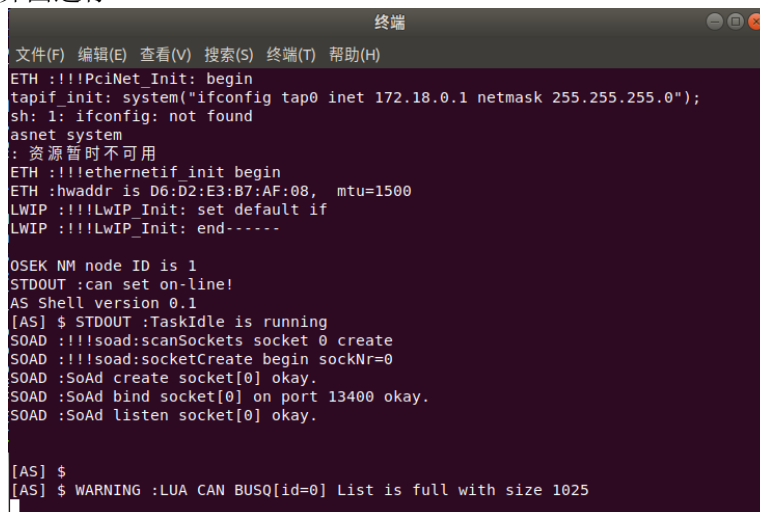 终端
文件(F) 编辑(E) 查看(V) 搜索(S) 终端(T) 帮助(H)
ETH :!!!PciNet_Init: begin
tapif_init: system("ifconfig tap0 inet 172.18.0.1 netmask 255.255.255.0");
sh: 1: ifconfig: not found
asnet system
: 资源暂时不可用
ETH :!!!ethernetif_init begin
ETH :hwaddr is D6:D2:E3:B7:AF:08,  mtu=1500
LWIP :!!!LwIP_Init: set default if
LWIP :!!!LwIP_Init: end------
OSEK NM node ID is 1
STDOUT :can set on-line!
AS Shell version 0.1
[AS] $ STDOUT :TaskIdle is running
SOAD :!!!soad:scanSockets socket 0 create
SOAD :!!!soad:socketCreate begin sockNr=0
SOAD :SoAd create socket[0] okay.
SOAD :SoAd bind socket[0] on port 13400 okay.
SOAD :SoAd listen socket[0] okay.
[AS] $
[AS] $ WARNING :LUA CAN BUSQ[id=0] List is full with size 1025